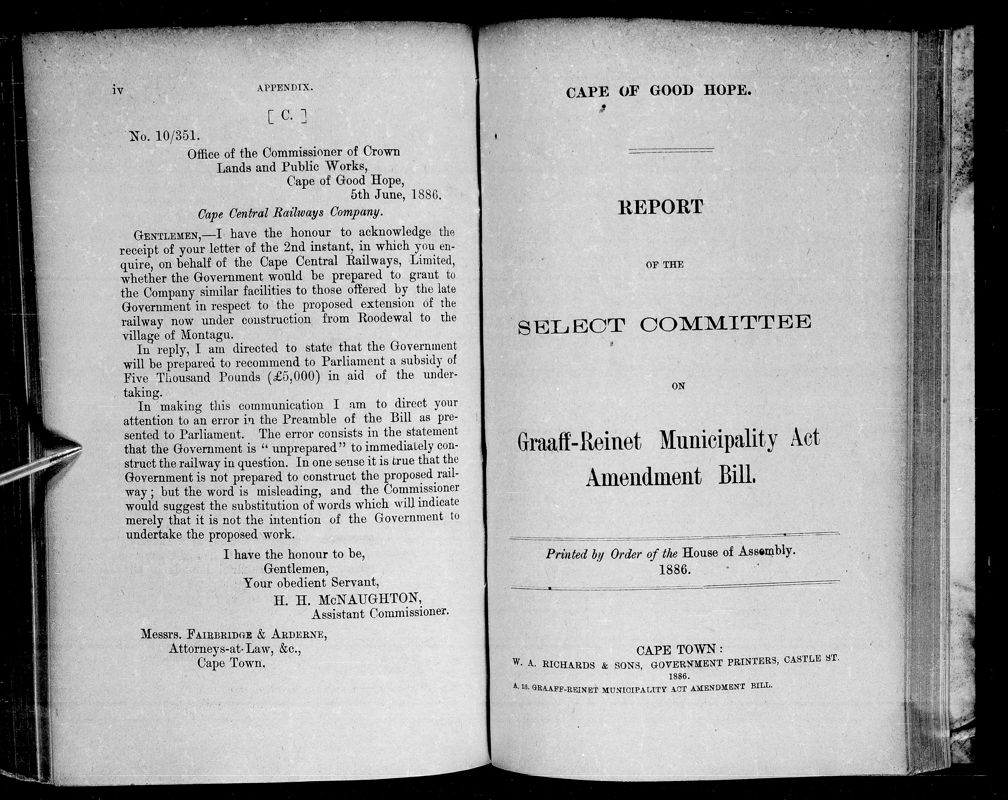 iv APPENDIX.
[ C. ]
No. 10/351.
Office of the Commissioner of Crown
Lands and Public Works,
Cape of Good Hope,
5th June, 1886.
Cape Central Railways Company.
GENTLEMEN,—I have the honour to acknowledge the
receipt of your letter of the 2nd instant, in which you en-
quire, on behalf of the Cape Central Railways, Limited,
whether the Government would be prepared to grant to
the Company similar facilities to those offered by the late
Government in respect to the proposed extension of the
railway now under construction from Roodewal to the
village of Montagu.
In reply, I am directed to state that the Government
will be prepared to recommend to Parliament a subsidy of
Five Thousand Pounds (£5,000) in aid of the under-
taking.
In making this communication I am to direct your
attention to an error in the Preamble of the Bill as pre-
sented to Parliament. The error consists in the statement
that the Government is “ unprepared” to immediately con-
struct the railway in question. In one sense it is true that the
Government is not prepared to construct the proposed rail-
way ; but the word is misleading, and the Commissioner
would suggest the substitution of words which will indicate
merely that it is not the intention of the Government to
undertake the proposed work.
I have the honour to be,
Gentlemen,
Your obedient Servant,
H. H. McNAUGHTON,
Assistant Commissioner.
Messrs. FAIRBRIDGE & ARDERNE,
Attorneys-at-Law, &c.,
Cape Town.
CAPE OF GOOD HOPE.
REPORT
OF THE
SELECT COMMITTEE
ON
Graaff-Reinet Municipality Act
Amendment Bill.
Printed by Order of the House of Assembly.
1886.
CAPE TOWN :
W. A. RICHARDS & SONS, GOVERNMENT PRINTERS, CASTLE ST.
1886.
A. 18. GRAAFF-REINET MUNICIPALITY ACT AMENDMENT BILL.